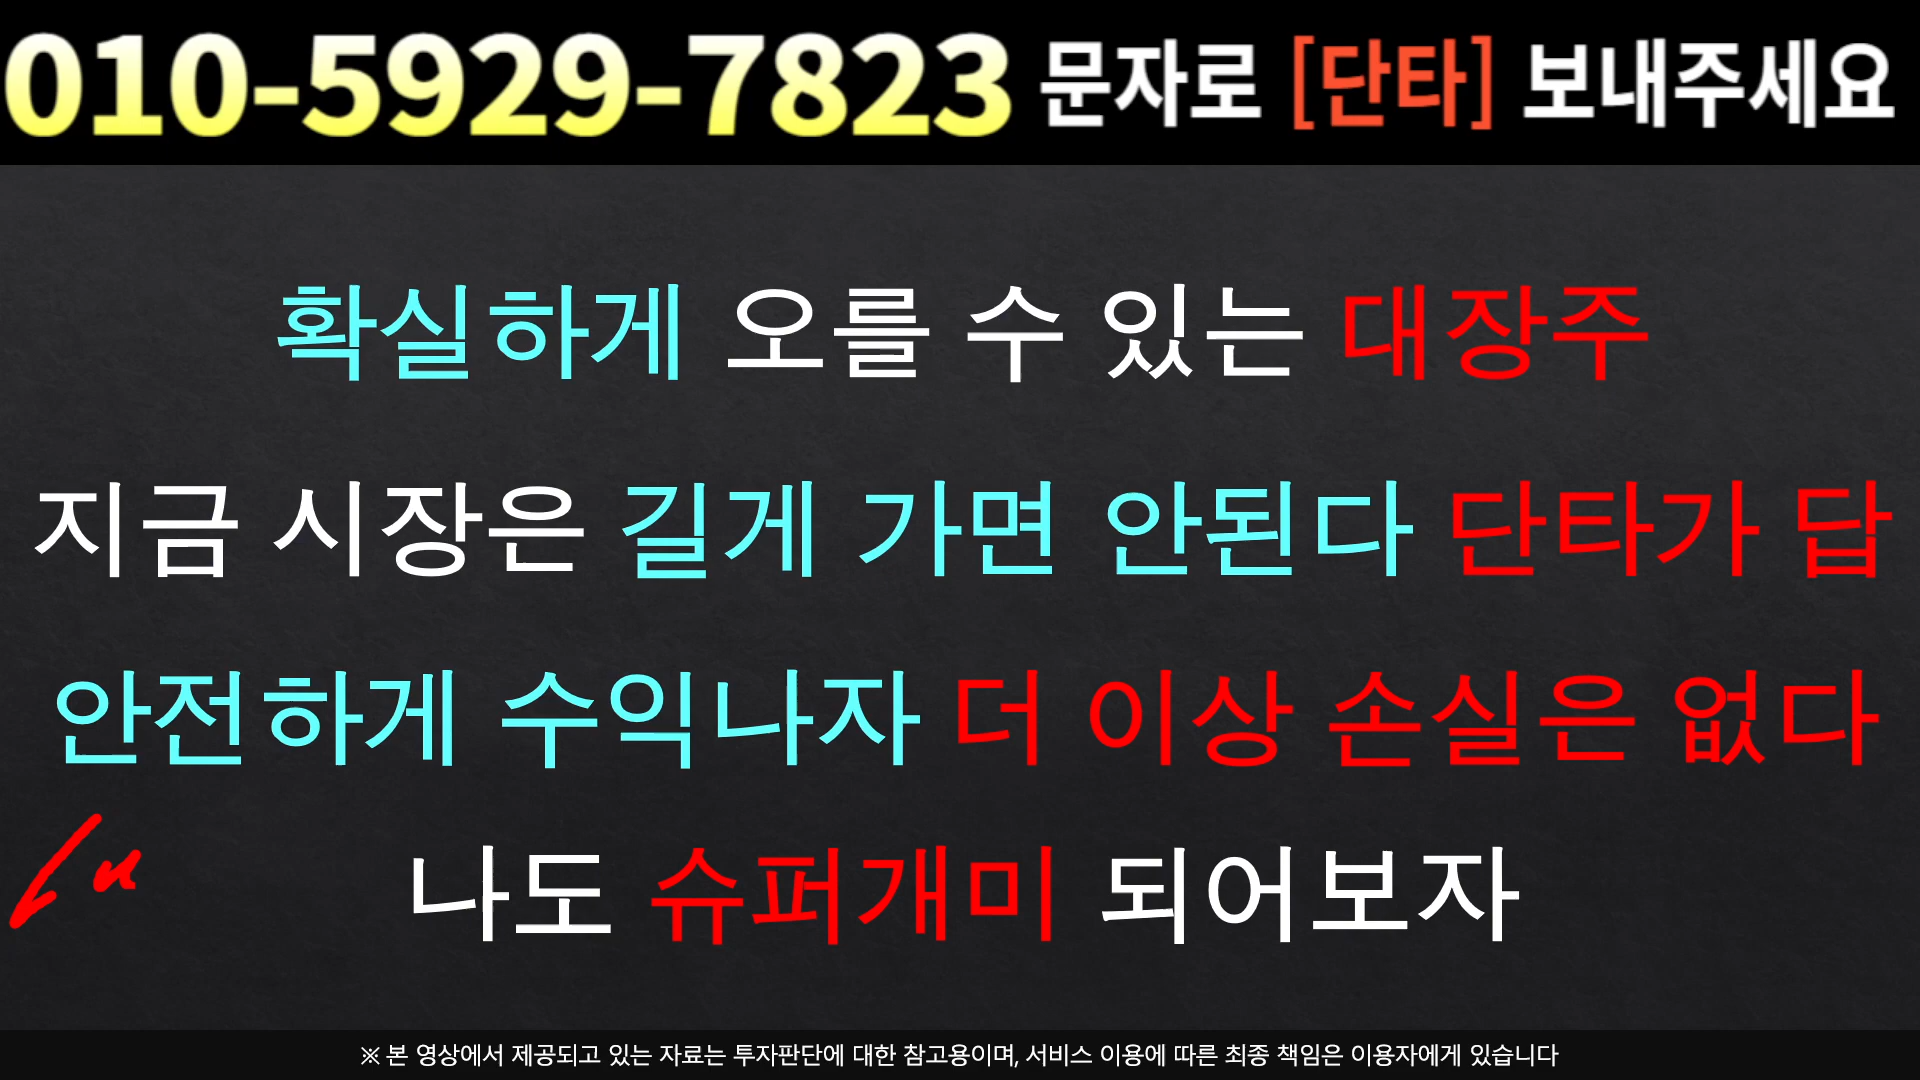 010-5929-7823 문자로 [단타] 보내주세요
확실하게 오를 수 있는 대장주
지금 시장은 길게 가면 안된다 단타가 답
안전하게 수익나자 더 이상 손실은 없다
나도 슈퍼개미 되어보자
※ 본 영상에서 제공되고 있는 자료는 투자판단에 대한 참고용이며, 서비스 이용에 따른 최종 책임은 이용자에게 있습니다